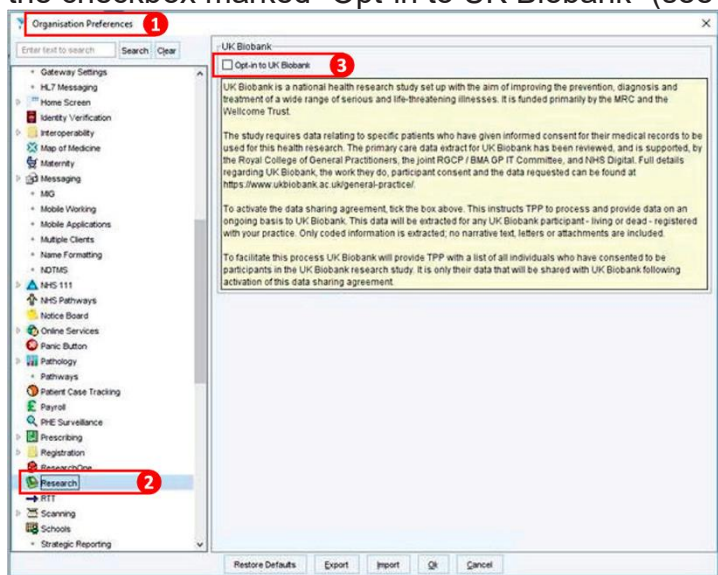 the checkbox marked "Opt-in to UK Biobank" (see
Organisation Preferences 1
Enter text to search Search Clear
Gateway Settings
HL7 Messaging
Home Screen
Identity Verification
Interoperability
Map of Medicine
Maternity
Messaging
MIG
Mobile Working
Mobile Applications
Multiple Clients
Name Formatting
NDTMS
NHS 111
NHS Pathways
Notice Board
Online Services
Panic Button
Pathology
Pathways
Patient Case Tracking
Payroll
PHE Surveillance
Prescribing
Registration
ResearchOne
Research 2
RTT
Scanning
Schools
Strategic Reporting
UK Biobank
Opt-in to UK Biobank 3
UK Biobank is a national health research study set up with the aim of improving the prevention, diagnosis and
treatment of a wide range of serious and life-threatening illnesses. It is funded primarily by the MRC and the
Wellcome Trust.
The study requires data relating to specific patients who have given informed consent for their medical records to be
used for this health research. The primary care data extract for UK Biobank has been reviewed, and is supported, by
the Royal College of General Practitioners, the joint RGCP / BMA GP IT Committee, and NHS Digital. Full details
regarding UK Biobank, the work they do, participant consent and the data requested can be found at
https://www.ukbiobank.ac.uk/general-practice/.
To activate the data sharing agreement, tick the box above. This instructs TPP to process and provide data on an
ongoing basis to UK Biobank. This data will be extracted for any UK Biobank participant - living or dead - registered
with your practice. Only coded information is extracted; no narrative text, letters or attachments are included.
To facilitate this process UK Biobank will provide TPP with a list of all individuals who have consented to be
participants in the UK Biobank research study. It is only their data that will be shared with UK Biobank following
activation of this data sharing agreement.
Restore Defaults Export Import Ok Cancel